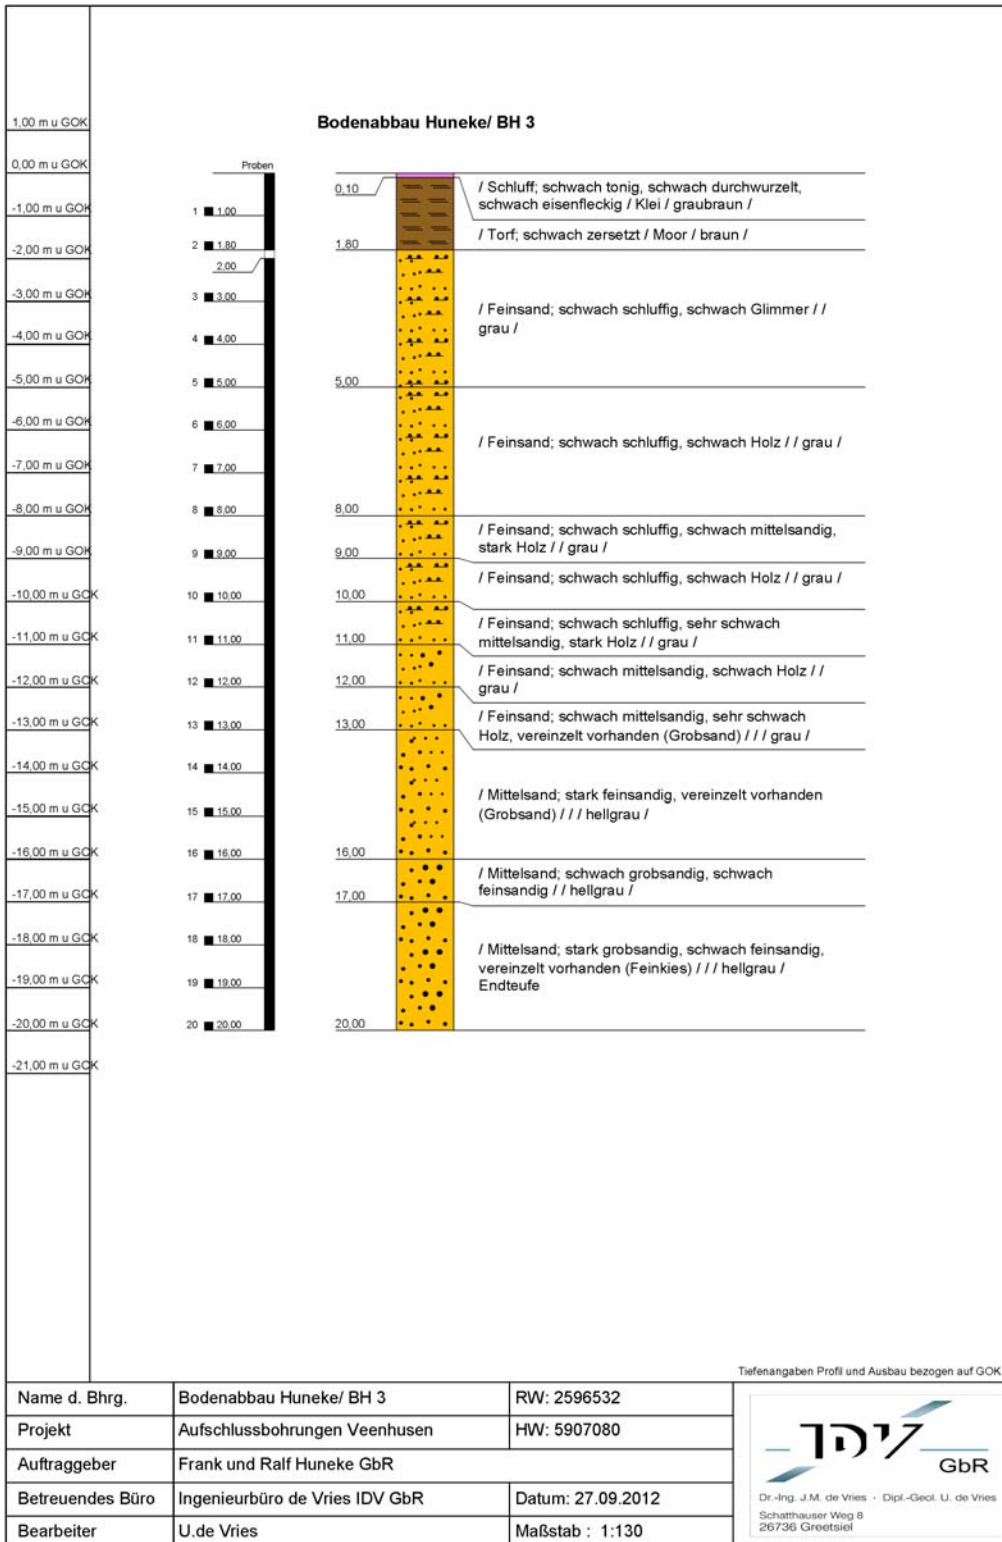 Bodenabbau Huneke/ BH 3
1,00 m u GOK
0,00 m u GOK
-1,00 m u GOK
-2,00 m u GOK
-3,00 m u GOK
-4,00 m u GOK
-5,00 m u GOK
-6,00 m u GOK
-7,00 m u GOK
-8,00 m u GOK
-9,00 m u GOK
-10,00 m u GOK
-11,00 m u GOK
-12,00 m u GOK
-13,00 m u GOK
-14,00 m u GOK
-15,00 m u GOK
-16,00 m u GOK
-17,00 m u GOK
-18,00 m u GOK
-19,00 m u GOK
-20,00 m u GOK
-21,00 m u GOK
Proben
1 1,00
2 1,80
2,00
3 3,00
4 4,00
5 5,00
6 6,00
7 7,00
8 8,00
9 9,00
10 10,00
11 11,00
12 12,00
13 13,00
14 14,00
15 15,00
16 16,00
17 17,00
18 18,00
19 19,00
20 20,00
0,10
1,80
5,00
8,00
9,00
10,00
11,00
12,00
13,00
16,00
17,00
20,00
/ Schluff; schwach tonig, schwach durchwurzelt,
schwach eisenfleckig / Klei / graubraun /
/ Torf; schwach zersetzt / Moor / braun /
/ Feinsand; schwach schluffig, schwach Glimmer / /
grau /
/ Feinsand; schwach schluffig, schwach Holz / / grau /
/ Feinsand; schwach schluffig, schwach mittelsandig,
stark Holz / / grau /
/ Feinsand; schwach schluffig, schwach Holz / / grau /
/ Feinsand; schwach schluffig, sehr schwach
mittelsandig, stark Holz / / grau /
/ Feinsand; schwach mittelsandig, schwach Holz / /
grau /
/ Feinsand; schwach mittelsandig, sehr schwach
Holz, vereinzelt vorhanden (Grobsand) / / / grau /
/ Mittelsand; stark feinsandig, vereinzelt vorhanden
(Grobsand) / / / hellgrau /
/ Mittelsand; schwach grobsandig, schwach
feinsandig / / hellgrau /
/ Mittelsand; stark grobsandig, schwach feinsandig,
vereinzelt vorhanden (Feinkies) / / / hellgrau /
Endteufe
Tiefenangaben Profil und Ausbau bezogen auf GOK
Name d. Bhrg. Bodenabbau Huneke/ BH 3 RW: 2596532
Projekt Aufschlussbohrungen Veenhusen HW: 5907080
Auftraggeber Frank und Ralf Huneke GbR
Betreuendes Büro Ingenieurbüro de Vries IDV GbR Datum: 27.09.2012
Bearbeiter U.de Vries Maßstab : 1:130
IDV
GbR
Dr.-Ing. J.M. de Vries · Dipl.-Geol. U. de Vries
Schatthauser Weg 8
26736 Greetsiel